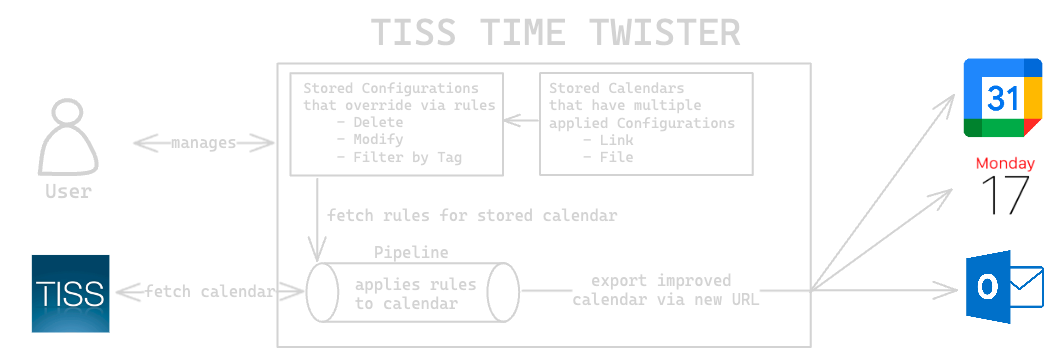 TISS TIME TWISTER
Stored Configurations
that override via rules
- Delete
- Modify
- Filter by Tag
Stored Calendars
that have multiple
applied Configurations
- Link
- File
31
manages
User
Monday
17
fetch rules for stored calendar
Pipeline
TISS
fetch calendar
applies rules
to calendar
export improved
calendar via new URL
O